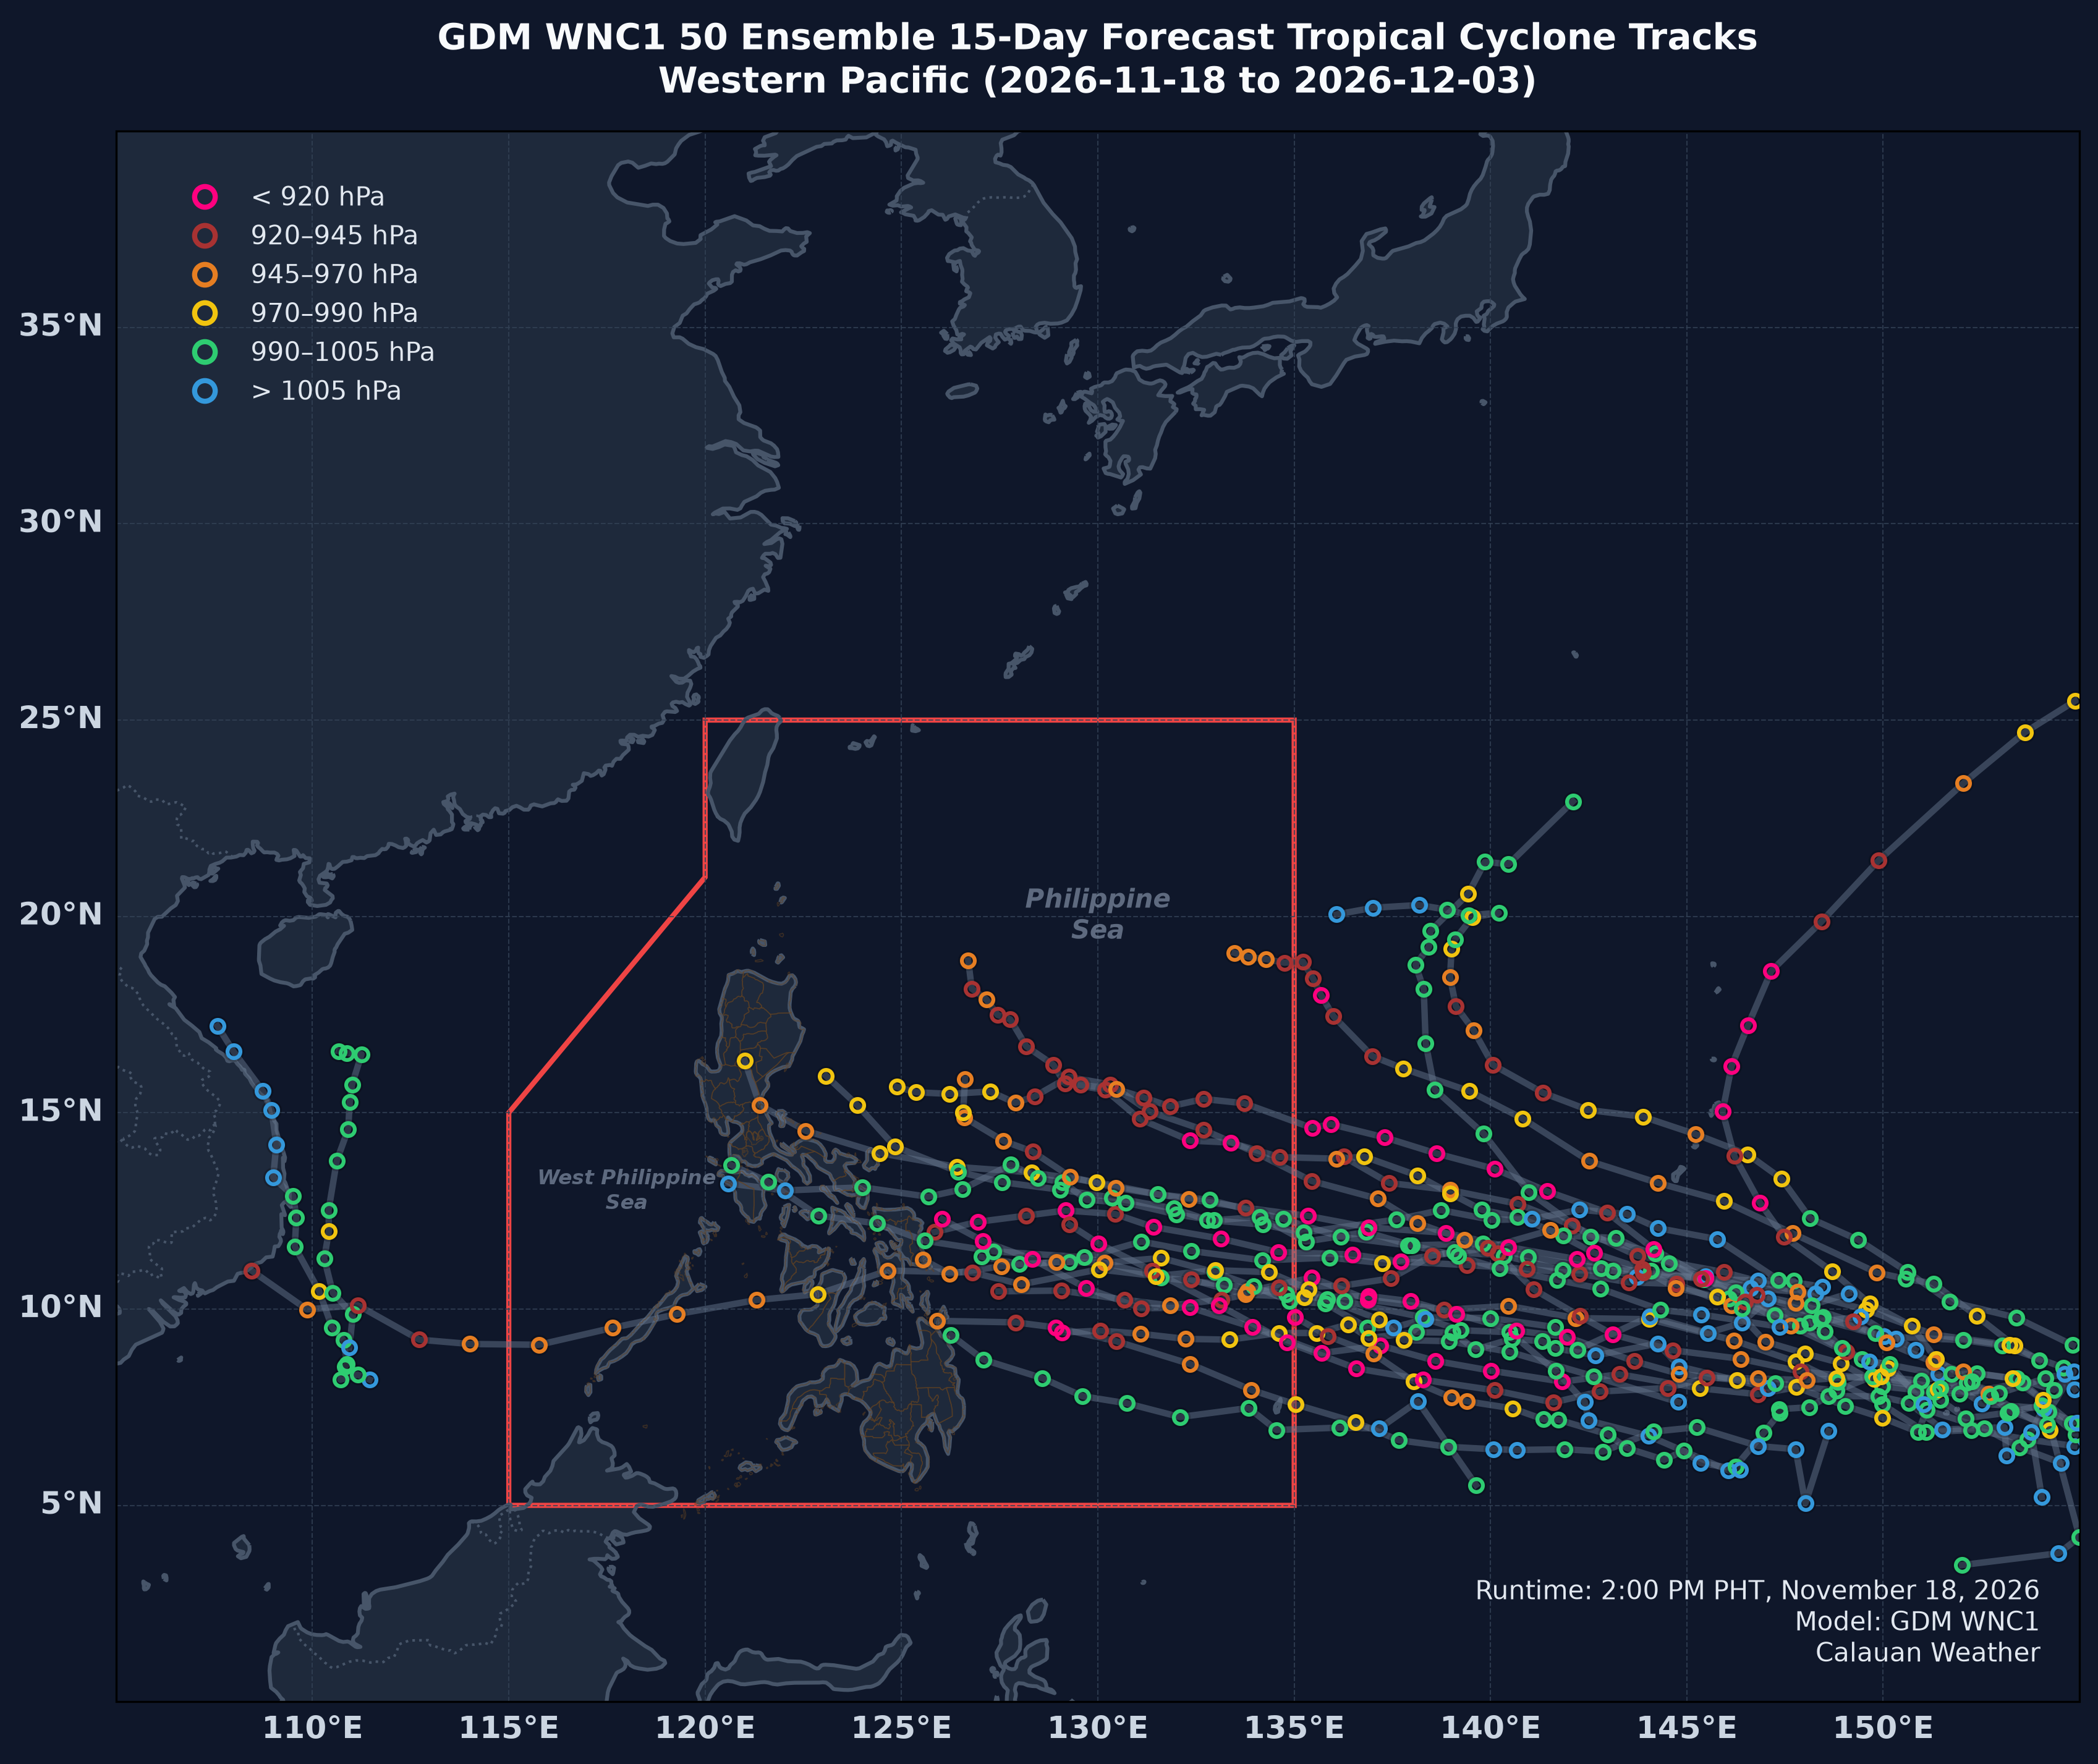 GDM WNC1 50 Ensemble 15-Day Forecast Tropical Cyclone Tracks
Western Pacific (2026-11-18 to 2026-12-03)
< 920 hPa
920–945 hPa
945–970 hPa
970–990 hPa
990–1005 hPa
> 1005 hPa
35°N
30°N
25°N
20°N
15°N
10°N
5°N
Philippine
Sea
West Philippine
Sea
Runtime: 2:00 PM PHT, November 18, 2026
Model: GDM WNC1
Calauan Weather
110°E
115°E
120°E
125°E
130°E
135°E
140°E
145°E
150°E